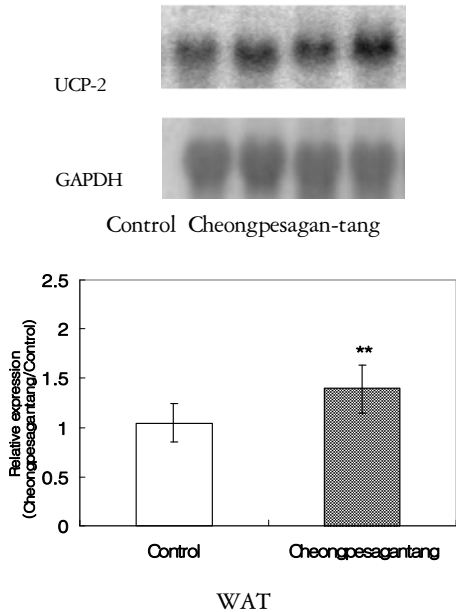 UCP-2
GAPDH
Control Cheongpesagan-tang
2.5
2
1.5
1
0.5
0
Relative expression
(Cheongpesagantang/Control)
**
Control Cheongpesagantang
WAT